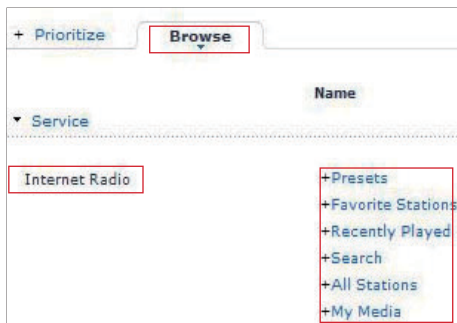 + Prioritize
Browse
Name
Service
Internet Radio
+Presets
+Favorite Stations
+Recently Played
+Search
+All Stations
+My Media